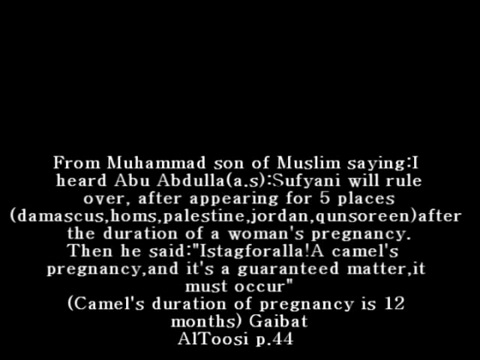 From Muhammad son of Muslim saying:I
heard Abu Abdulla(a.s):Sufyani will rule
over, after appearing for 5 places
(damascus,homs,palestine,jordan,qunsoreen)after
the duration of a woman's pregnancy.
Then he said:"Istagforalla!A camel's
pregnancy,and it's a guaranteed matter,it
must occur"
(Camel's duration of pregnancy is 12
months) Gaibat
AlToosi p.44